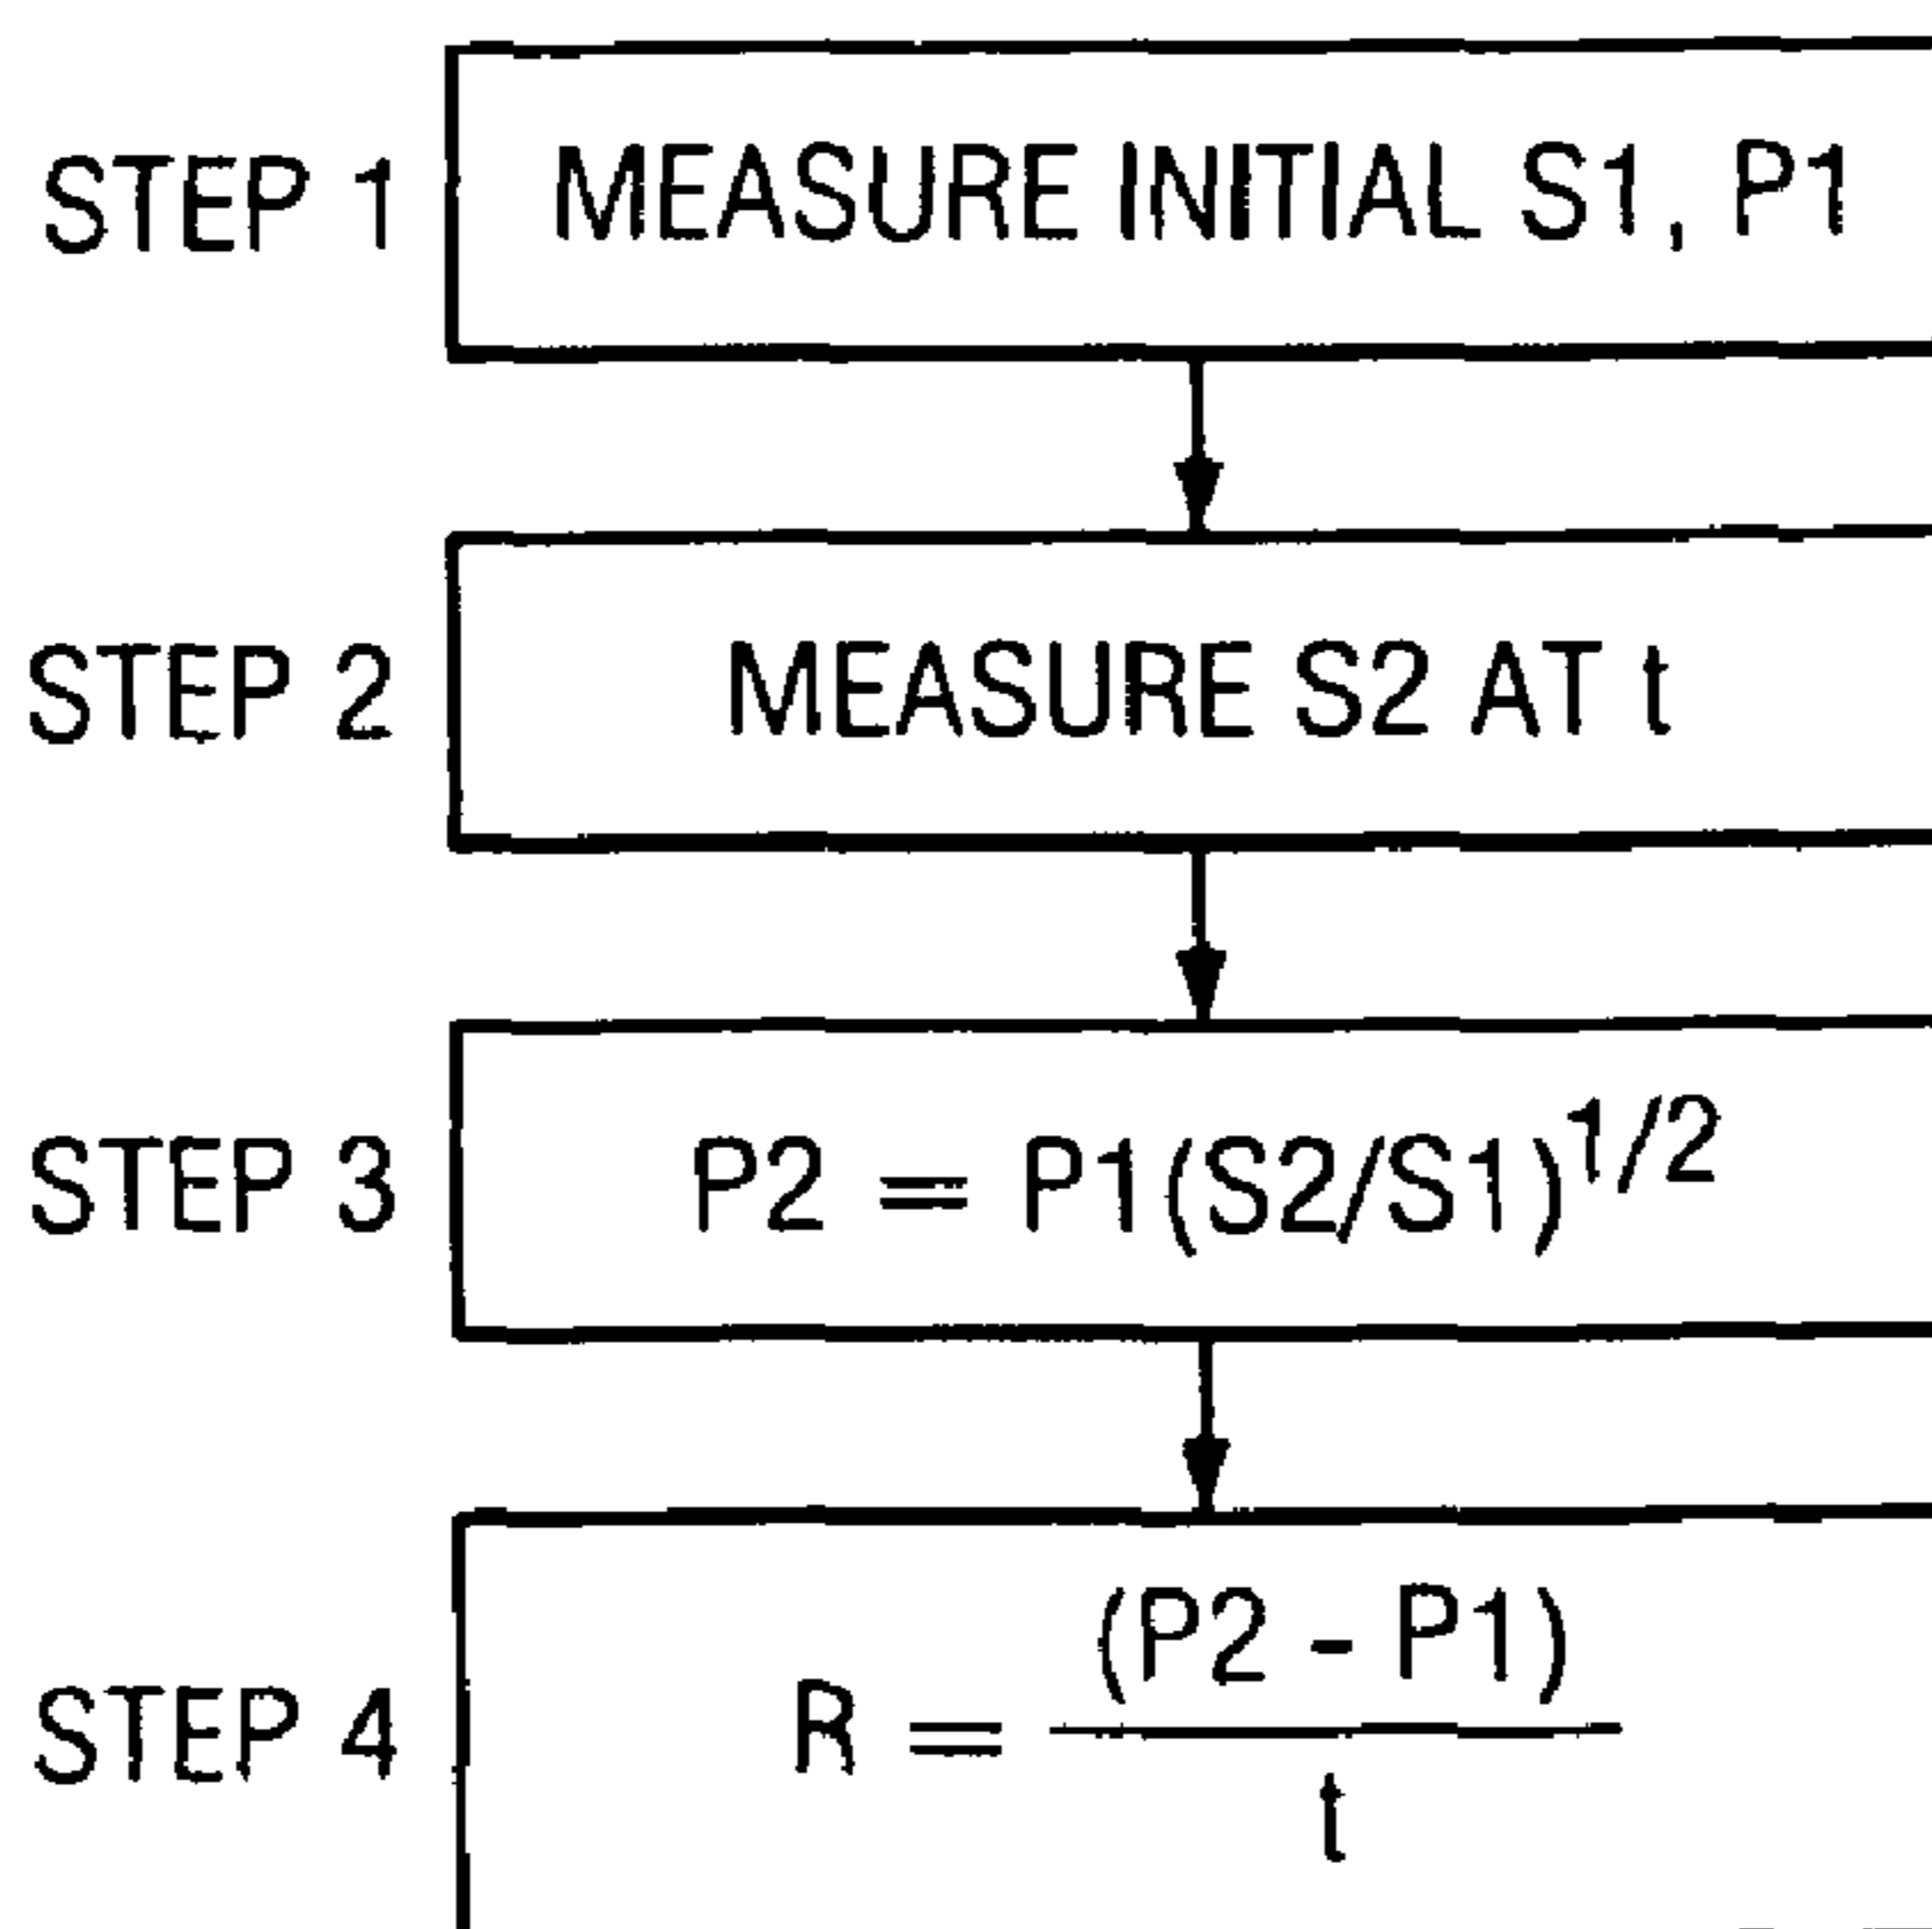 STEP 1
MEASURE INITIAL S1, P1
STEP 2
MEASURE S2 AT t
STEP 3
P2 = P1(S2/S1)^1/2
STEP 4
R = (P2 - P1)
t